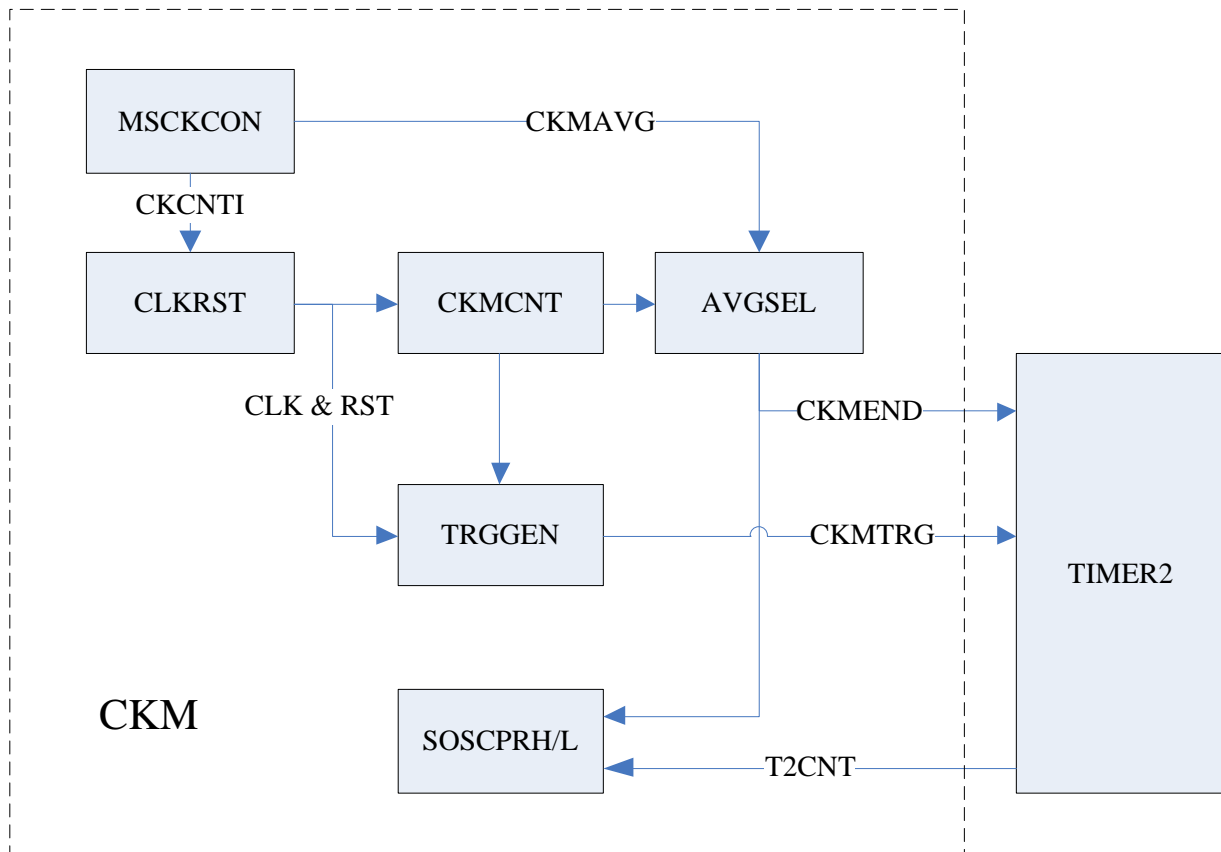 MSCKCON
CKMAVG
CKCNTI
CLKRST
CKMCNT
AVGSEL
CLK & RST
CKMEND
TRGGEN
CKMTRG
TIMER2
CKM
SOSCPRH/L
T2CNT